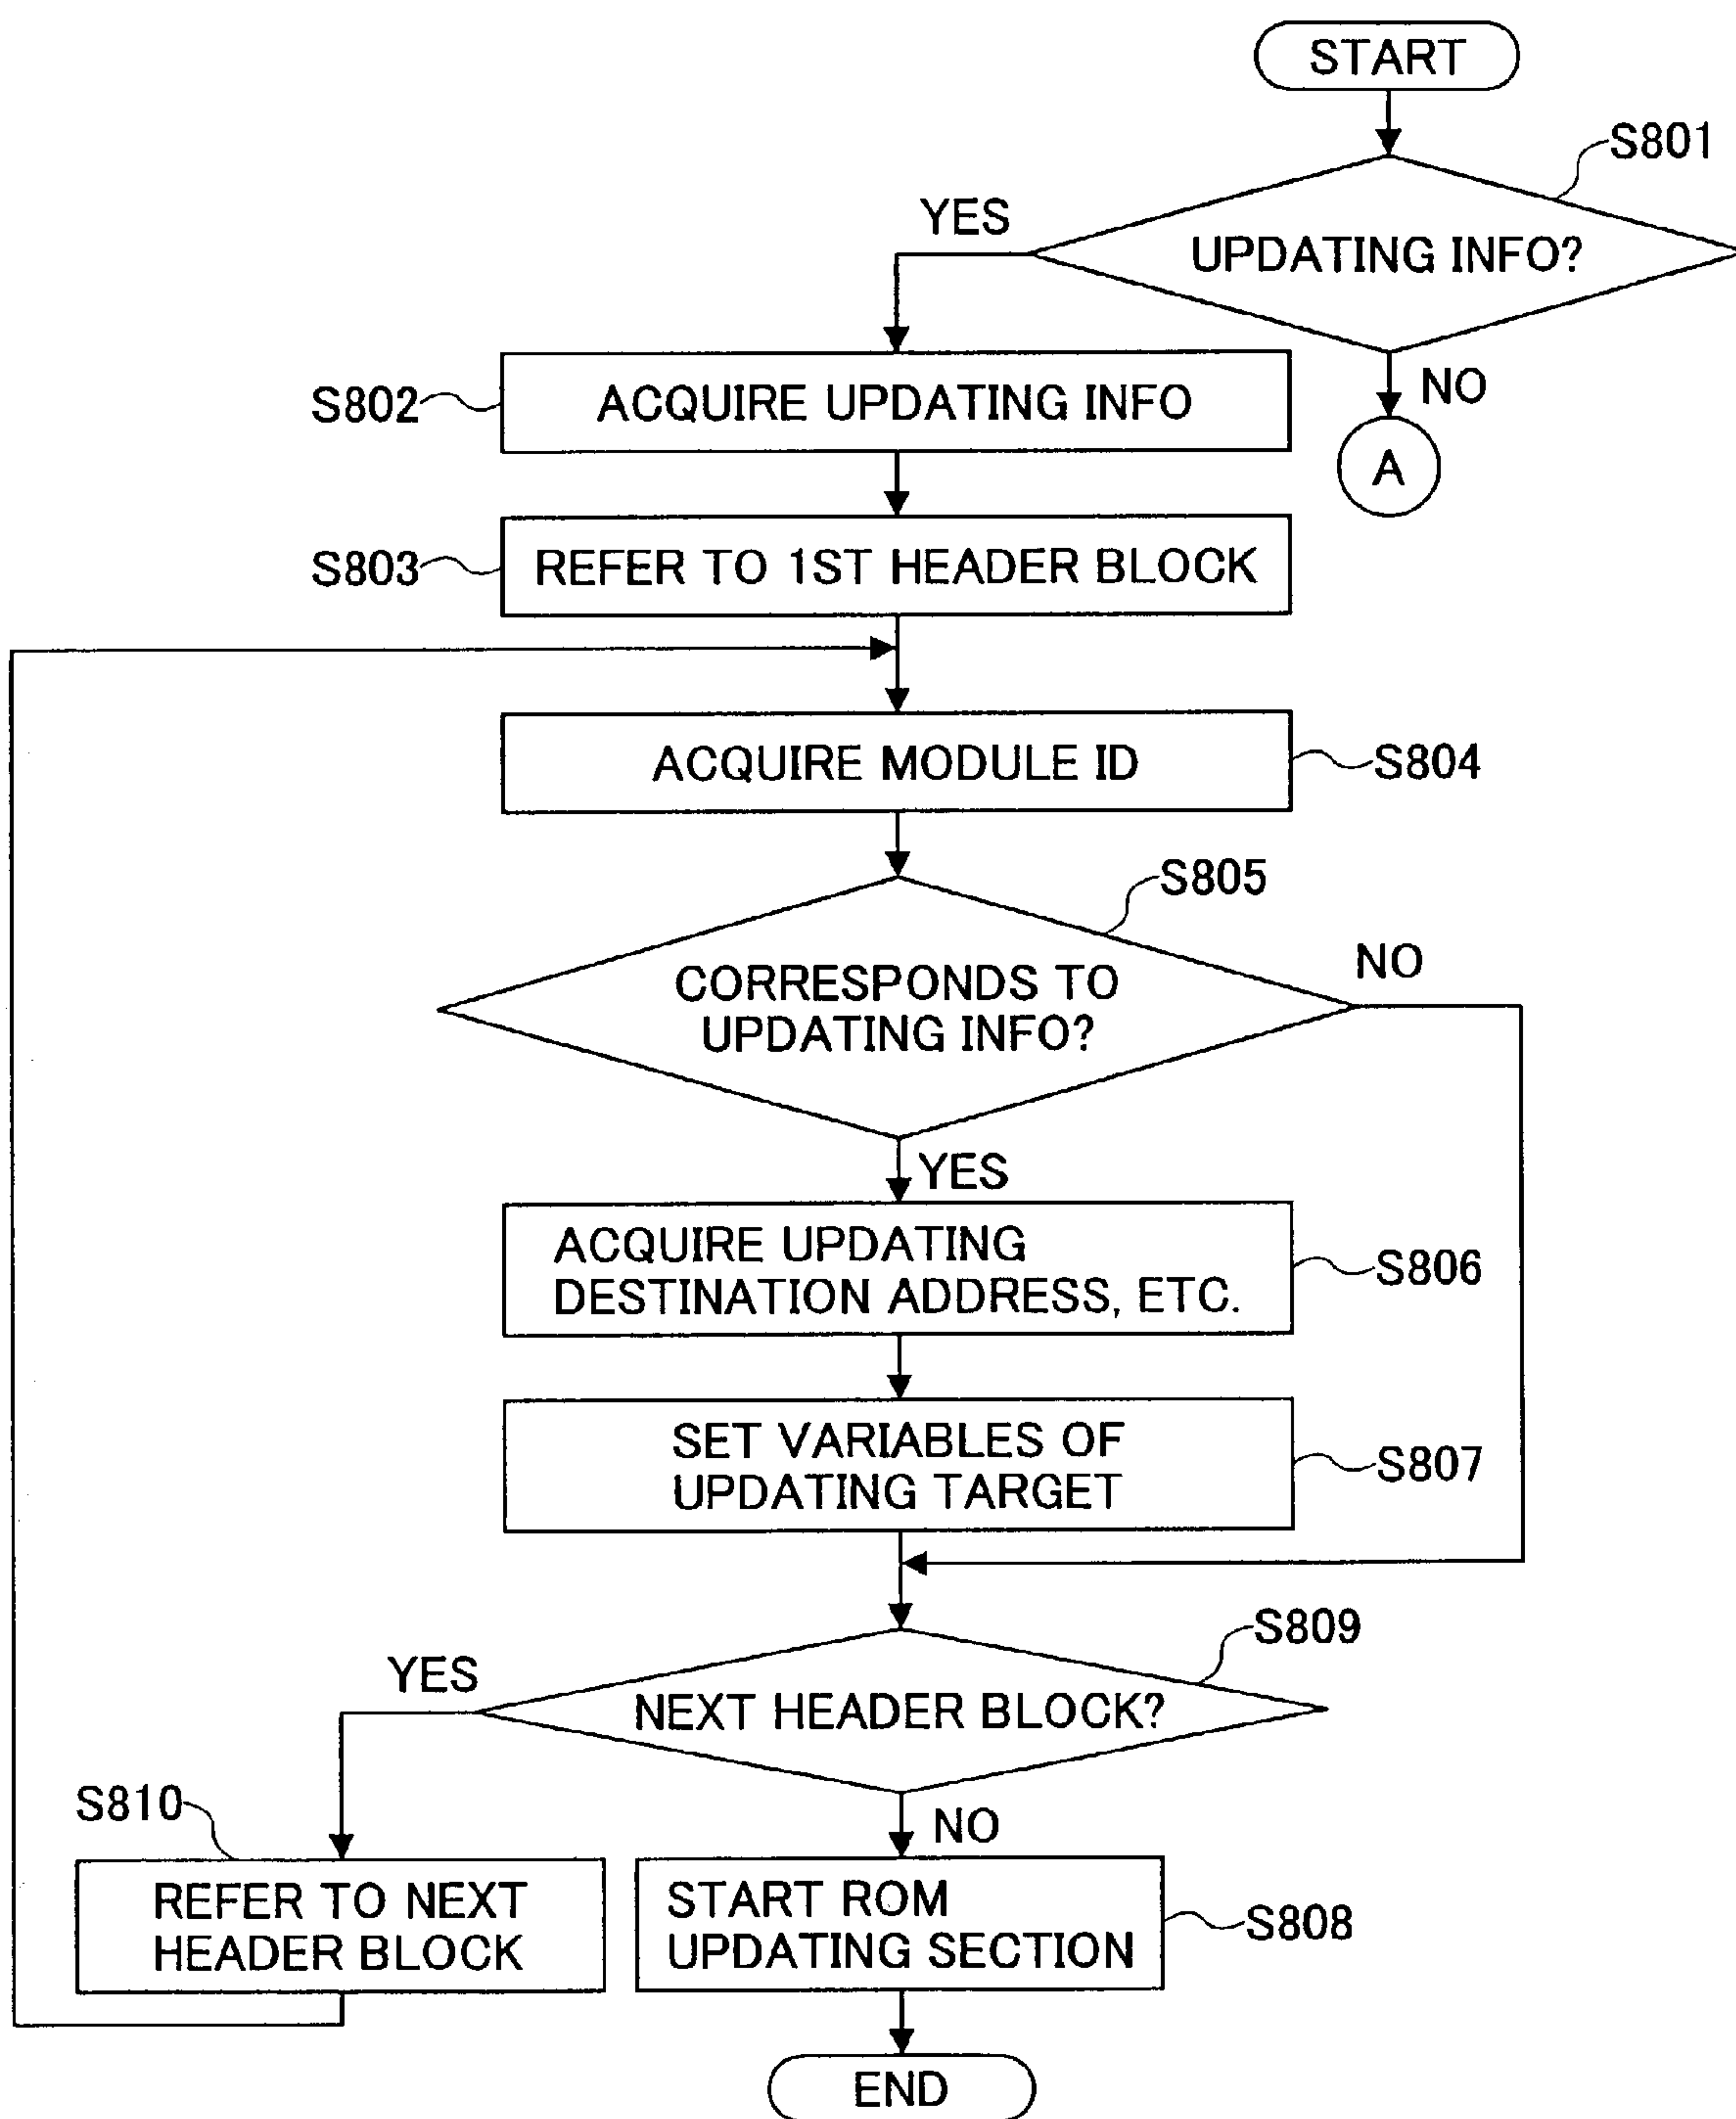 START
S801
YES
UPDATING INFO?
NO
A
S802
ACQUIRE UPDATING INFO
S803
REFER TO 1ST HEADER BLOCK
ACQUIRE MODULE ID
S804
S805
CORRESPONDS TO
UPDATING INFO?
NO
YES
ACQUIRE UPDATING
DESTINATION ADDRESS, ETC.
S806
SET VARIABLES OF
UPDATING TARGET
S807
S809
YES
NEXT HEADER BLOCK?
S810
NO
REFER TO NEXT
HEADER BLOCK
START ROM
UPDATING SECTION
S808
END